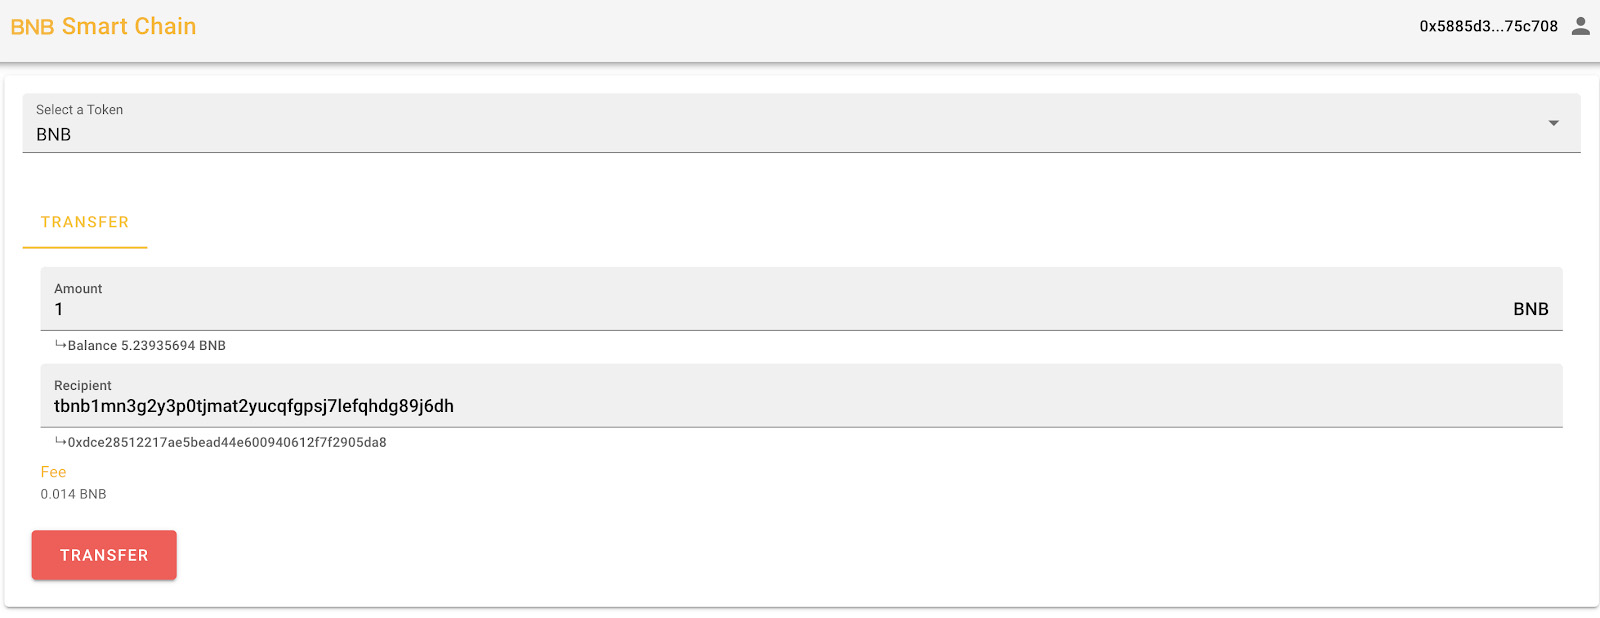 BNB Smart Chain
0x5885d3...75c708
Select a Token
BNB
TRANSFER
Amount
1
BNB
↳Balance 5.23935694 BNB
Recipient
tbnb1mn3g2y3p0tjmat2yucqfgpsj7lefqhdg89j6dh
↳0xdce28512217ae5bead44e600940612f7f2905da8
Fee
0.014 BNB
TRANSFER